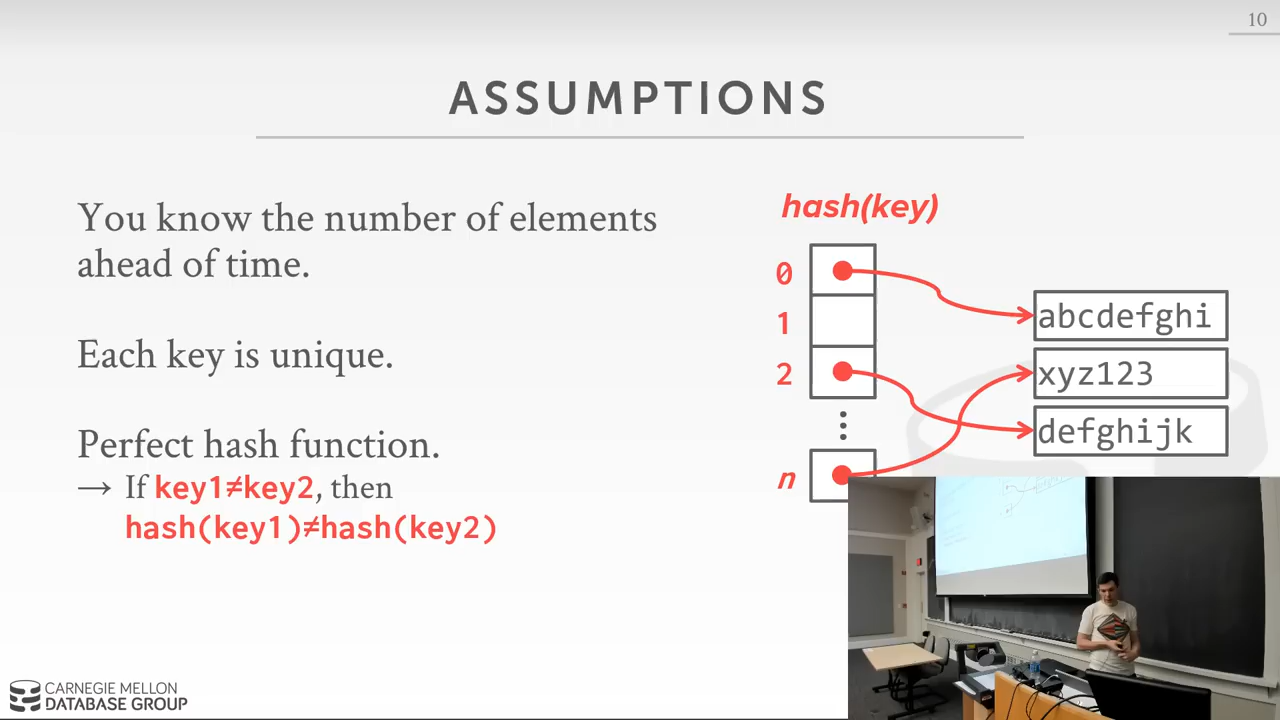 10
ASSUMPTIONS
You know the number of elements
ahead of time.
Each key is unique.
Perfect hash function.
→ If key1≠key2, then
hash(key1)≠hash(key2)
hash(key)
0
1
2
⋮
n
abcdefghi
xyz123
defghijk
CARNEGIE MELLON
DATABASE GROUP